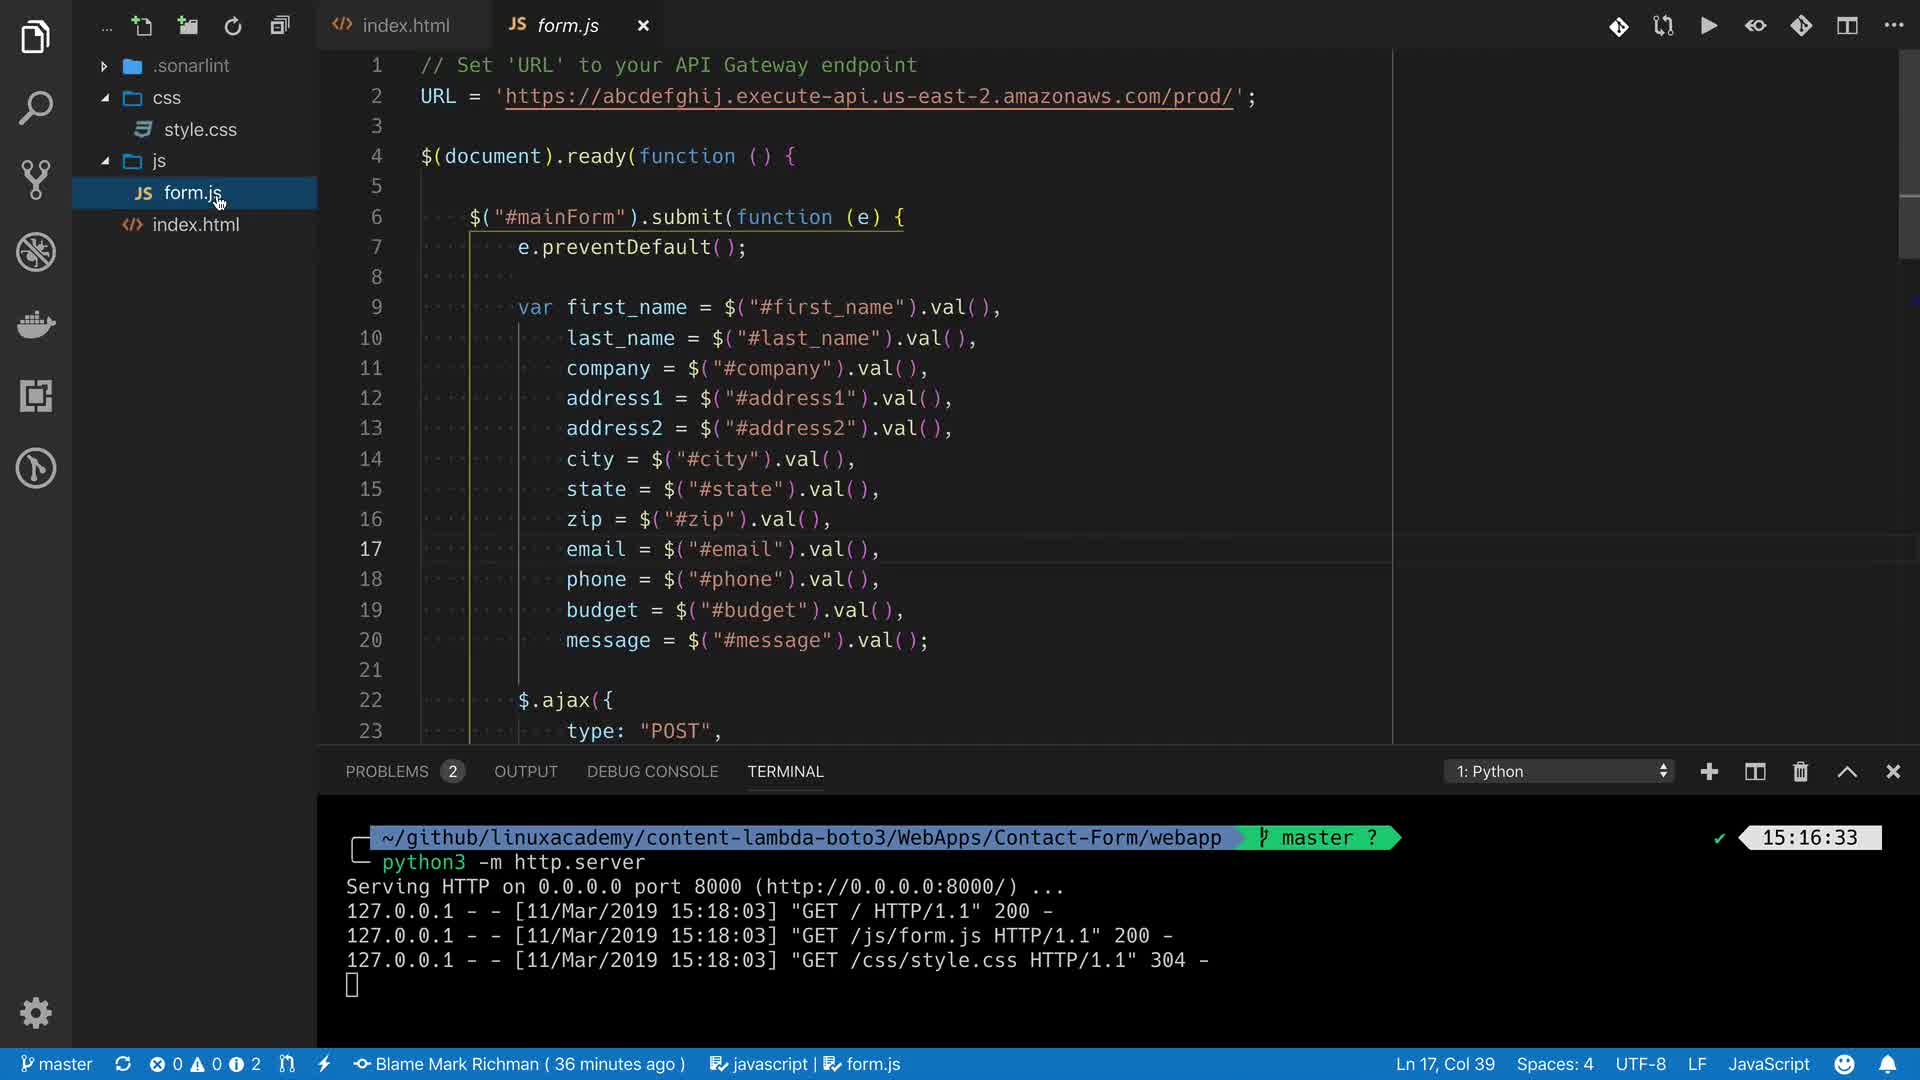 ...
index.html
JS form.js
.sonarlint
css
style.css
js
JS form.js
index.html
1 // Set 'URL' to your API Gateway endpoint
2 URL = 'https://abcdefghij.execute-api.us-east-2.amazonaws.com/prod/';
3
4 $(document).ready(function () {
5
6 $("#mainForm").submit(function (e) {
7 e.preventDefault();
8
9 var first_name = $("#first_name").val(),
10 last_name = $("#last_name").val(),
11 company = $("#company").val(),
12 address1 = $("#address1").val(),
13 address2 = $("#address2").val(),
14 city = $("#city").val(),
15 state = $("#state").val(),
16 zip = $("#zip").val(),
17 email = $("#email").val(),
18 phone = $("#phone").val(),
19 budget = $("#budget").val(),
20 message = $("#message").val();
21
22 $.ajax({
23 type: "POST",
PROBLEMS 2 OUTPUT DEBUG CONSOLE TERMINAL 1: Python
~/github/linuxacademy/content-lambda-boto3/WebApps/Contact-Form/webapp master ? ✔ 15:16:33
python3 -m http.server
Serving HTTP on 0.0.0.0 port 8000 (http://0.0.0.0:8000/) ...
127.0.0.1 - - [11/Mar/2019 15:18:03] "GET / HTTP/1.1" 200 -
127.0.0.1 - - [11/Mar/2019 15:18:03] "GET /js/form.js HTTP/1.1" 200 -
127.0.0.1 - - [11/Mar/2019 15:18:03] "GET /css/style.css HTTP/1.1" 304 -
master 0 0 2 Blame Mark Richman ( 36 minutes ago ) javascript | form.js Ln 17, Col 39 Spaces: 4 UTF-8 LF JavaScript